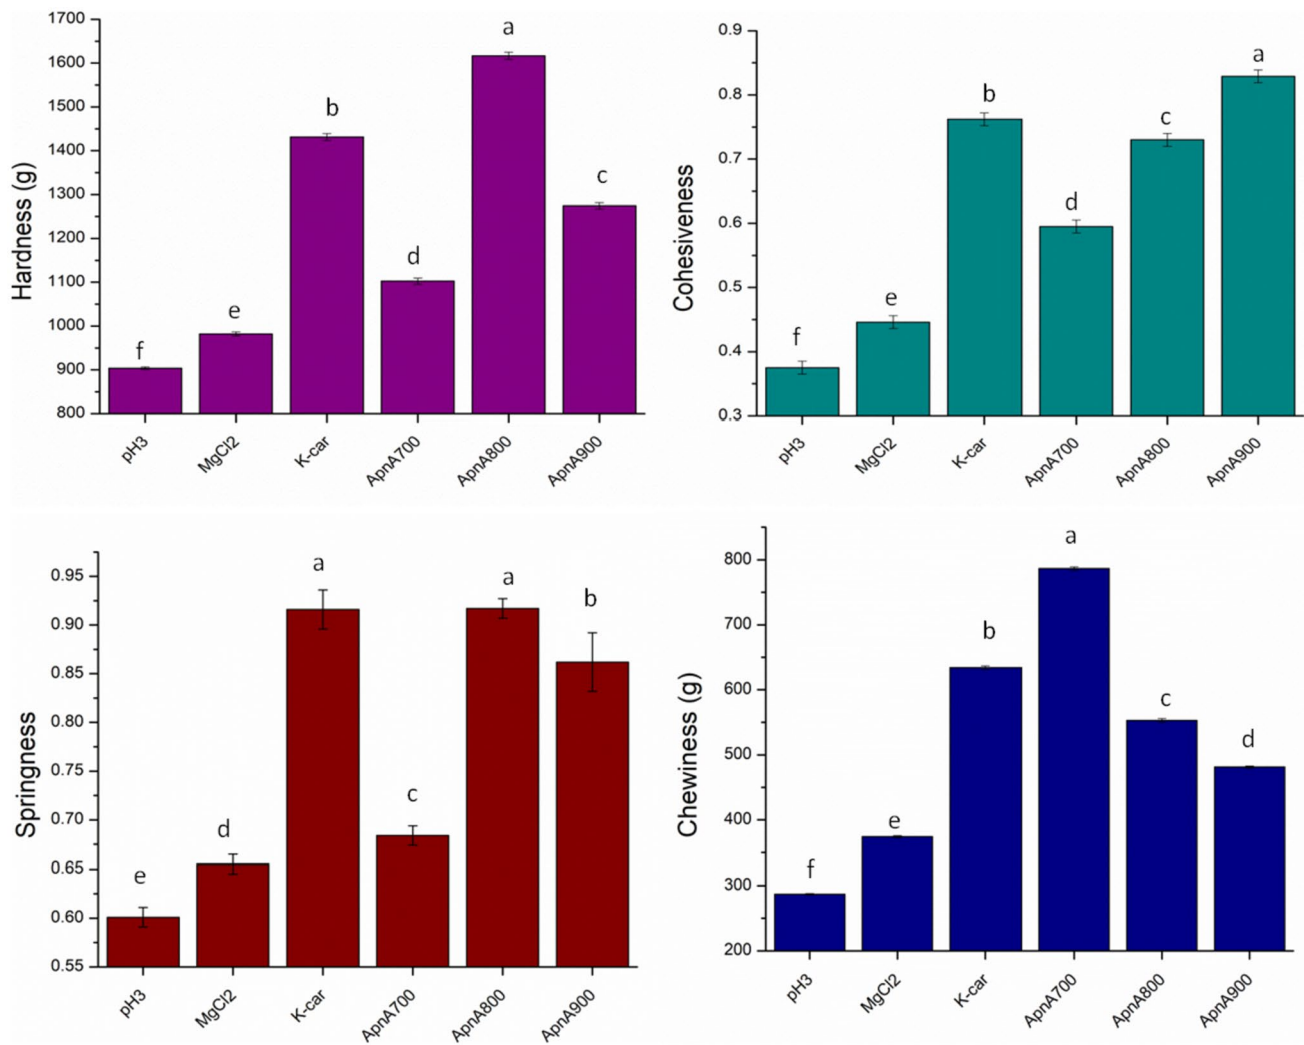 Hardness (g)
1700
1600
1500
1400
1300
1200
1100
1000
900
800
f
e
b
d
a
c
pH3
MgCl2
K-car
ApnA700
ApnA800
ApnA900
Cohesiveness
0.9
0.8
0.7
0.6
0.5
0.4
0.3
f
e
b
d
c
a
pH3
MgCl2
K-car
ApnA700
ApnA800
ApnA900
Springness
0.95
0.90
0.85
0.80
0.75
0.70
0.65
0.60
0.55
e
d
a
c
a
b
pH3
MgCl2
K-car
ApnA700
ApnA800
ApnA900
Chewiness (g)
800
700
600
500
400
300
200
f
e
b
a
c
d
pH3
MgCl2
K-car
ApnA700
ApnA800
ApnA900